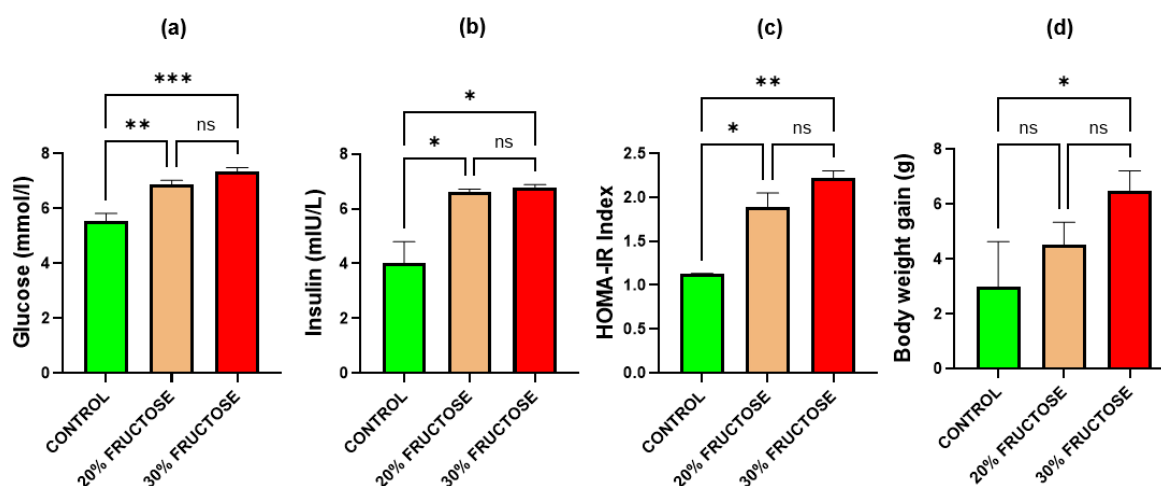 (a)
***
**
ns
Glucose (mmol/l)
8
6
4
2
0
CONTROL
20% FRUCTOSE
30% FRUCTOSE
(b)
*
*
ns
Insulin (mIU/L)
8
6
4
2
0
CONTROL
20% FRUCTOSE
30% FRUCTOSE
(c)
**
*
ns
HOMA-IR Index
2.5
2.0
1.5
1.0
0.5
0.0
CONTROL
20% FRUCTOSE
30% FRUCTOSE
(d)
*
ns
ns
Body weight gain (g)
8
6
4
2
0
CONTROL
20% FRUCTOSE
30% FRUCTOSE